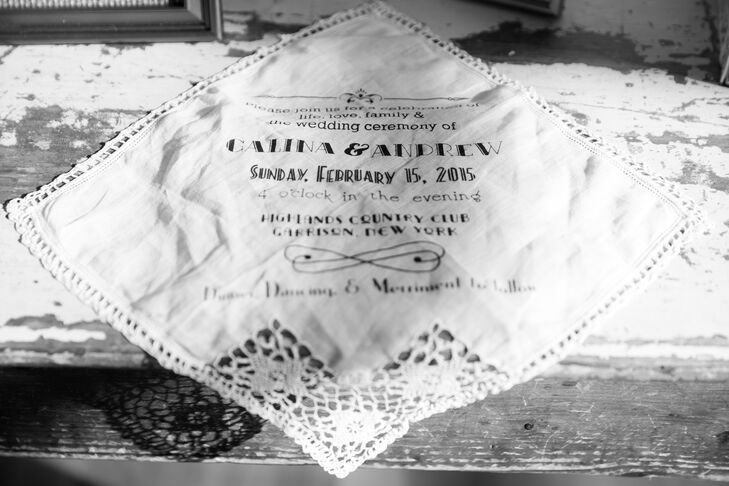 Please join us for a celebration of
life, love, family &
the wedding ceremony of
GALINA & ANDREW
SUNDAY, FEBRUARY 15, 2015
4 o'clock in the evening
HIGHLANDS COUNTRY CLUB
GARRISON, NEW YORK
Dinner, Dancing, & Merriment to follow